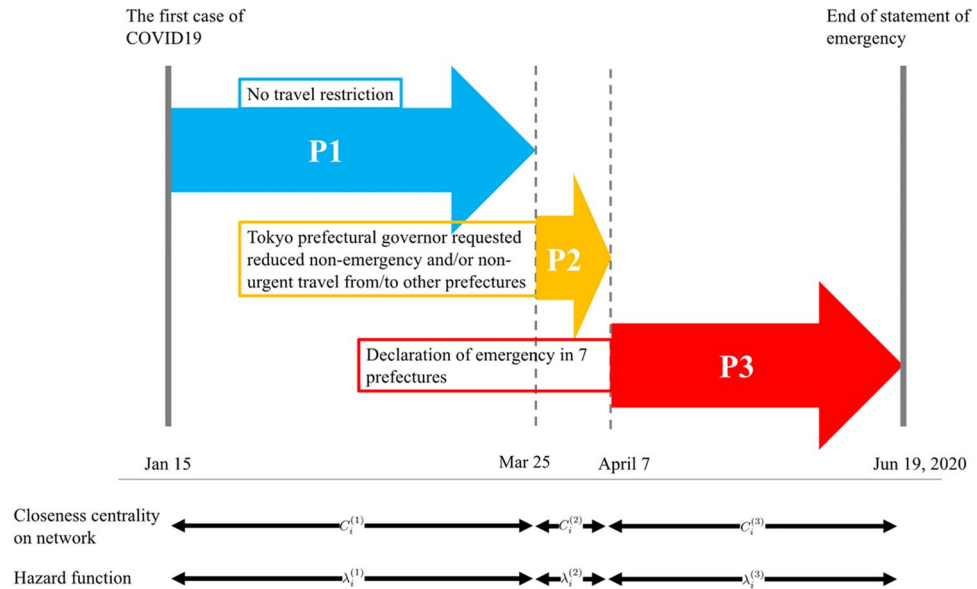 The first case of
COVID19
End of statement of
emergency
No travel restriction
P1
Tokyo prefectural governor requested
reduced non-emergency and/or non-
urgent travel from/to other prefectures
P2
Declaration of emergency in 7
prefectures
P3
Jan 15
Mar 25
April 7
Jun 19, 2020
Closeness centrality
on network
C_i^{(1)}
C_i^{(2)}
C_i^{(3)}
Hazard function
λ_i^{(1)}
λ_i^{(2)}
λ_i^{(3)}